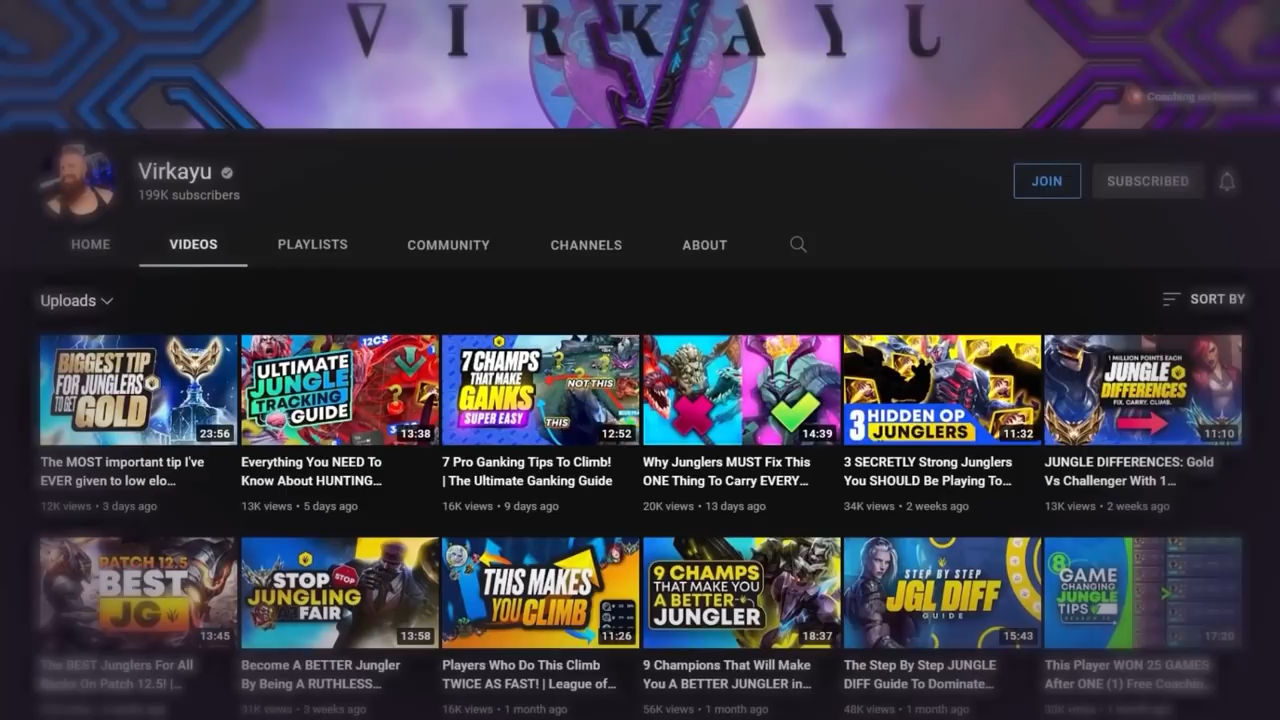 VIRKAYU
Virkayu
199K subscribers
JOIN
SUBSCRIBED
HOME
VIDEOS
PLAYLISTS
COMMUNITY
CHANNELS
ABOUT
Uploads
SORT BY
BIGGEST TIP
FOR JUNGLERS
TO GET
GOLD
23:56
12CS
ULTIMATE
JUNGLE
TRACKING
GUIDE
13:38
7 CHAMPS
THAT MAKE
GANKS
SUPER EASY
NOT THIS
THIS
12:52
14:39
3 HIDDEN OP
JUNGLERS
11:32
1 MILLION POINTS EACH
JUNGLE
DIFFERENCES
FIX. CARRY. CLIMB.
11:10
The MOST important tip I've
EVER given to low elo...
12K views • 3 days ago
Everything You NEED To
Know About HUNTING...
13K views • 5 days ago
7 Pro Ganking Tips To Climb!
| The Ultimate Ganking Guide
16K views • 9 days ago
Why Junglers MUST Fix This
ONE Thing To Carry EVERY...
20K views • 13 days ago
3 SECRETLY Strong Junglers
You SHOULD Be Playing To...
34K views • 2 weeks ago
JUNGLE DIFFERENCES: Gold
Vs Challenger With 1...
13K views • 2 weeks ago
PATCH 12.5
BEST
JG
13:45
STOP
JUNGLING
FAIR
STOP
13:58
THIS MAKES
YOU CLIMB
11:26
9 CHAMPS
THAT MAKE YOU
A BETTER
JUNGLER
18:37
STEP BY STEP
JGL DIFF
GUIDE
15:43
8
GAME
CHANGING
JUNGLE
TIPS
17:20
The BEST Junglers For All
Ranks On Patch 12.5! |...
Become A BETTER Jungler
By Being A RUTHLESS...
31K views • 3 weeks ago
Players Who Do This Climb
TWICE AS FAST! | League of...
16K views • 1 month ago
9 Champions That Will Make
You A BETTER JUNGLER in...
56K views • 1 month ago
The Step By Step JUNGLE
DIFF Guide To Dominate...
48K views • 1 month ago
This Player WON 25 GAMES
After ONE (1) Free Coachin...
1 month ago